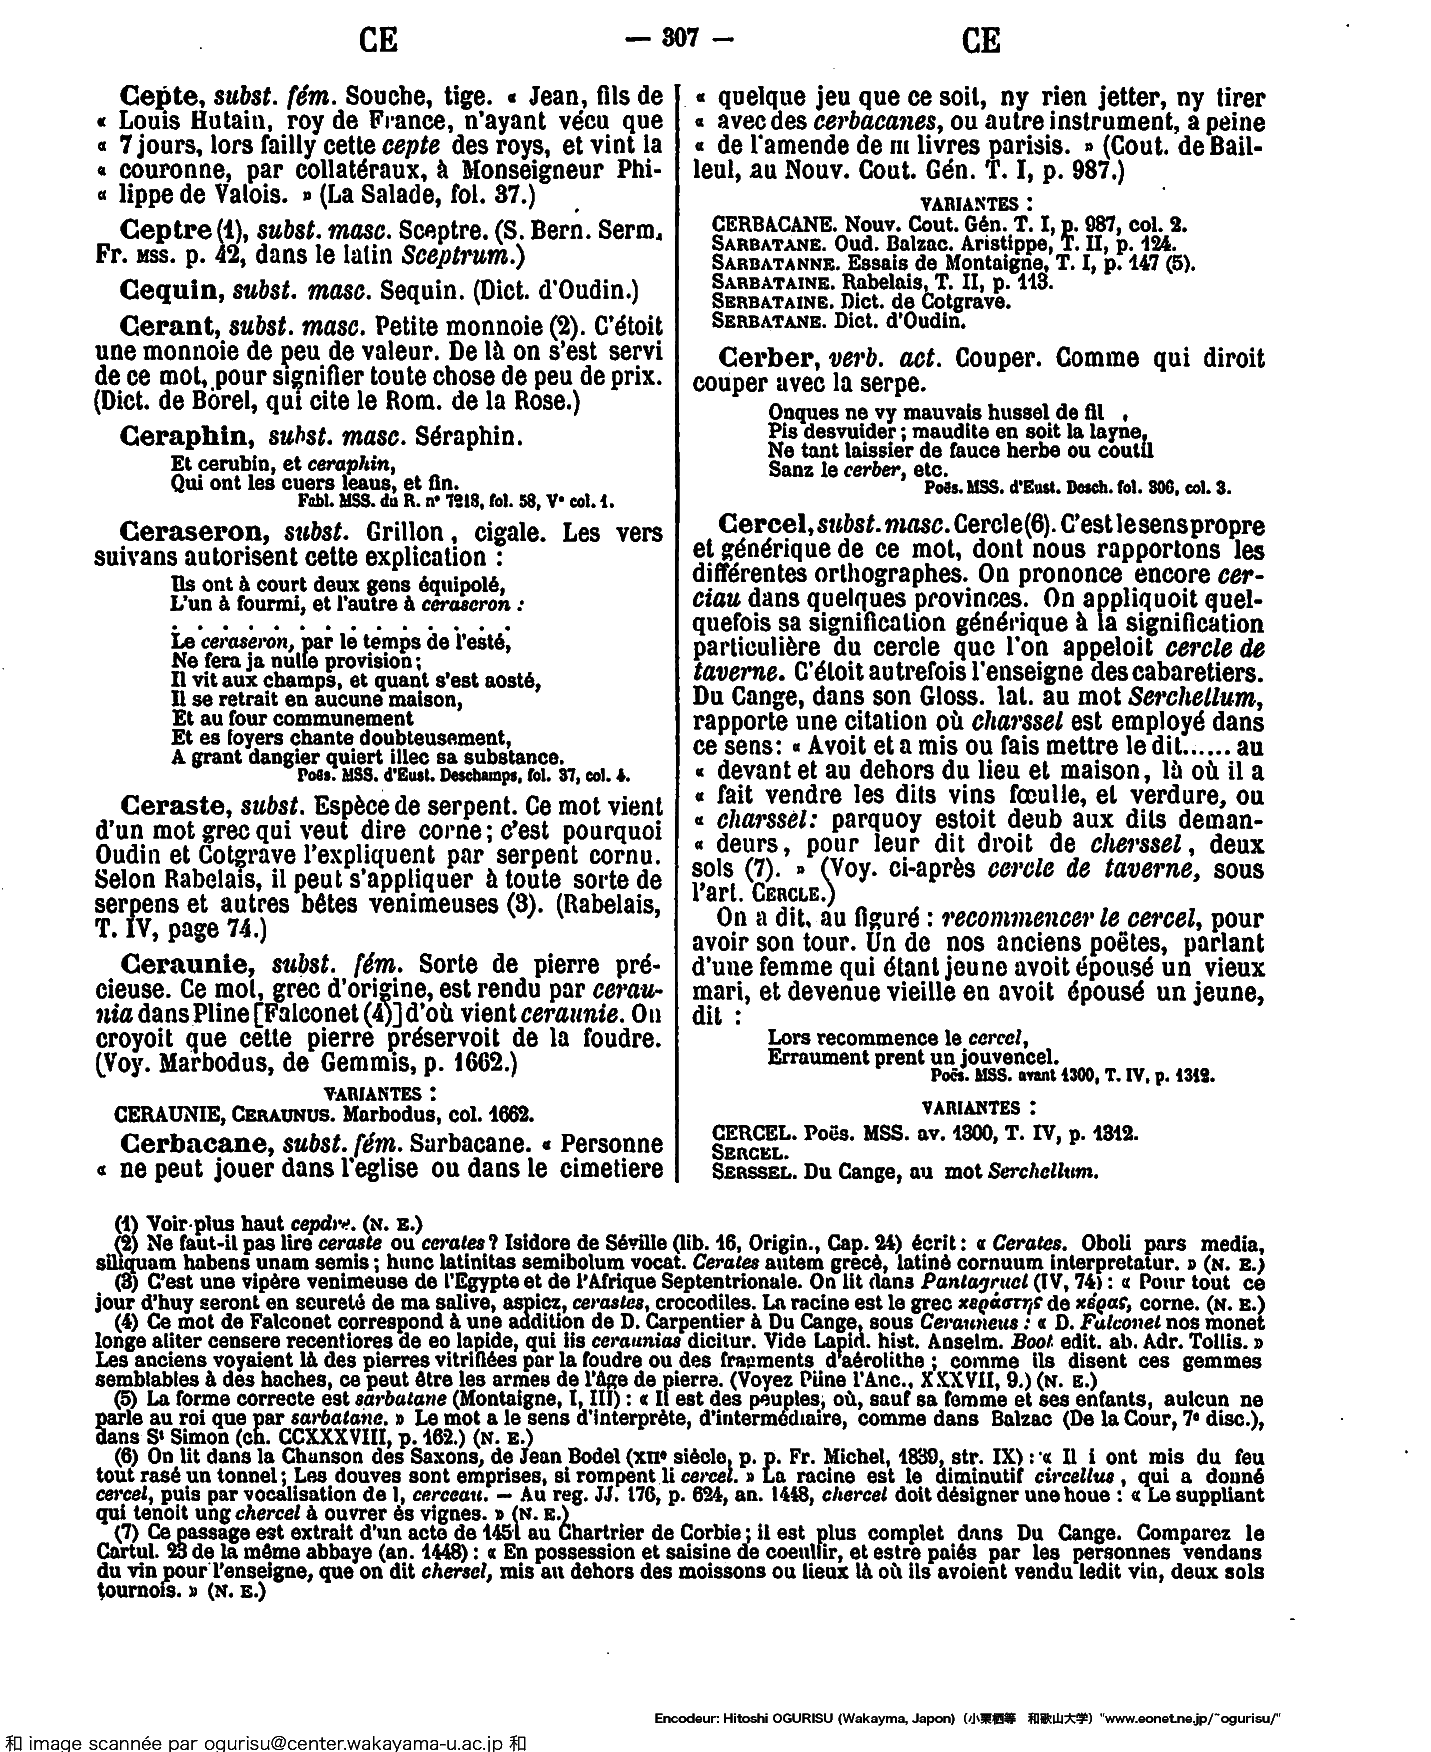 CE — 307 — CE
Cepte, subst. fém. Souche, tige. « Jean, fils de
« Louis Hutain, roy de France, n'ayant vécu que
« 7 jours, lors failly cette cepte des roys, et vint la
« couronne, par collatéraux, à Monseigneur Phi-
« lippe de Valois. » (La Salade, fol. 37.)
Ceptre (1), subst. masc. Sceptre. (S. Bern. Serm.
Fr. MSS. p. 42, dans le latin Sceptrum.)
Cequin, subst. masc. Sequin. (Dict. d'Oudin.)
Cerant, subst. masc. Petite monnoie (2). C'étoit
une monnoie de peu de valeur. De là on s'est servi
de ce mot, pour signifier toute chose de peu de prix.
(Dict. de Borel, qui cite le Rom. de la Rose.)
Ceraphin, subst. masc. Séraphin.
Et cerubin, et ceraphin,
Qui ont les cuers leaus, et fin.
Fabl. MSS. du R. n° 7218, fol. 58, V° col. 1.
Ceraseron, subst. Grillon, cigale. Les vers
suivans autorisent cette explication :
Ils ont à court deux gens équipolé,
L'un à fourmi, et l'autre à ceraseron :
. . . . . . . . . . . . . .
Le ceraseron, par le temps de l'esté,
Ne fera ja nulle provision ;
Il vit aux champs, et quant s'est aosté,
Il se retrait en aucune maison,
Et au four communement
Et es foyers chante doubteusement,
A grant dangier quiert illec sa substance.
Poës. MSS. d'Eust. Deschamps, fol. 37, col. 4.
Ceraste, subst. Espèce de serpent. Ce mot vient
d'un mot grec qui veut dire corne ; c'est pourquoi
Oudin et Cotgrave l'expliquent par serpent cornu.
Selon Rabelais, il peut s'appliquer à toute sorte de
serpens et autres bêtes venimeuses (3). (Rabelais,
T. IV, page 74.)
Ceraunie, subst. fém. Sorte de pierre pré-
cieuse. Ce mot, grec d'origine, est rendu par cerau-
nia dans Pline [Falconet (4)] d'où vient ceraunie. On
croyoit que cette pierre préservoit de la foudre.
(Voy. Marbodus, de Gemmis, p. 1662.)
VARIANTES :
CERAUNIE, CERAUNUS. Marbodus, col. 1662.
Cerbacane, subst. fém. Sarbacane. « Personne
« ne peut jouer dans l'eglise ou dans le cimetiere
« quelque jeu que ce soit, ny rien jetter, ny tirer
« avec des cerbacanes, ou autre instrument, a peine
« de l'amende de III livres parisis. » (Cout. de Bail-
leul, au Nouv. Cout. Gén. T. I, p. 987.)
VARIANTES :
CERBACANE. Nouv. Cout. Gén. T. I, p. 987, col. 2.
SARBATANE. Oud. Balzac. Aristippe, T. II, p. 124.
SARBATANNE. Essais de Montaigne, T. I, p. 147 (5).
SARBATAINE. Rabelais, T. II, p. 113.
SERBATAINE. Dict. de Cotgrave.
SERBATANE. Dict. d'Oudin.
Cerber, verb. act. Couper. Comme qui diroit
couper avec la serpe.
Onques ne vy mauvais hussel de fil
Pis desvuider ; maudite en soit la layne,
Ne tant laissier de fauce herbe ou coutil
Sanz le cerber, etc.
Poës. MSS. d'Eust. Desch. fol. 306, col. 3.
Cercel, subst. masc. Cercle (6). C'est le sens propre
et générique de ce mot, dont nous rapportons les
différentes orthographes. On prononce encore cer-
ciau dans quelques provinces. On appliquoit quel-
quefois sa signification générique à la signification
particulière du cercle que l'on appeloit cercle de
taverne. C'étoit autrefois l'enseigne des cabaretiers.
Du Cange, dans son Gloss. lat. au mot Serchellum,
rapporte une citation où charssel est employé dans
ce sens : « Avoit et a mis ou fais mettre le dit...... au
« devant et au dehors du lieu et maison, là où il a
« fait vendre les dits vins fœulle, et verdure, ou
« charssel : parquoy estoit deub aux dits deman-
« deurs, pour leur dit droit de cherssel, deux
sols (7). » (Voy. ci-après cercle de taverne, sous
l'art. CERCLE.)
On a dit, au figuré : recommencer le cercel, pour
avoir son tour. Un de nos anciens poëtes, parlant
d'une femme qui étant jeune avoit épousé un vieux
mari, et devenue vieille en avoit épousé un jeune,
dit :
Lors recommence le cercel,
Erraument prent un jouvencel.
Poës. MSS. avant 1300, T. IV, p. 1312.
VARIANTES :
CERCEL. Poës. MSS. av. 1300, T. IV, p. 1312.
SERCEL.
SERSSEL. Du Cange, au mot Serchellum.
(1) Voir plus haut cepdre. (N. E.)
(2) Ne faut-il pas lire ceraste ou cerates ? Isidore de Séville (lib. 16, Origin., Cap. 24) écrit : « Cerates. Oboli pars media,
siliquam habens unam semis ; hunc latinitas semibolum vocat. Cerates autem grecè, latinè cornuum interpretatur. » (N. E.)
(3) C'est une vipère venimeuse de l'Egypte et de l'Afrique Septentrionale. On lit dans Pantagruel (IV, 74) : « Pour tout ce
jour d'huy seront en seureté de ma salive, aspicz, cerastes, crocodiles. La racine est le grec κεράστης de κέρας, corne. (N. E.)
(4) Ce mot de Falconet correspond à une addition de D. Carpentier à Du Cange, sous Cerauneus : « D. Falconet nos monet
longe aliter censere recentiores de eo lapide, qui iis ceraunias dicitur. Vide Lapid. hist. Anselm. Boot. edit. ab. Adr. Tollis. »
Les anciens voyaient là des pierres vitrifiées par la foudre ou des fragments d'aérolithe ; comme ils disent ces gemmes
semblables à des haches, ce peut être les armes de l'âge de pierre. (Voyez Pline l'Anc., XXXVII, 9.) (N. E.)
(5) La forme correcte est sarbatane (Montaigne, I, III) : « Il est des peuples, où, sauf sa femme et ses enfants, aulcun ne
parle au roi que par sarbatane. » Le mot a le sens d'interprète, d'intermédiaire, comme dans Balzac (De la Cour, 7e disc.),
dans St Simon (ch. CCXXXVIII, p. 162.) (N. E.)
(6) On lit dans la Chanson des Saxons, de Jean Bodel (XIIe siècle, p. p. Fr. Michel, 1839, str. IX) : « Il i ont mis du feu
tout rasé un tonnel ; Les douves sont emprises, si rompent li cercel. » La racine est le diminutif circellus, qui a donné
cercel, puis par vocalisation de l, cerceau. — Au reg. JJ. 176, p. 624, an. 1448, chercel doit désigner une houe : « Le suppliant
qui tenoit ung chercel à ouvrer és vignes. » (N. E.)
(7) Ce passage est extrait d'un acte de 1451 au Chartrier de Corbie ; il est plus complet dans Du Cange. Comparez le
Cartul. 23 de la même abbaye (an. 1448) : « En possession et saisine de coeullir, et estre paiés par les personnes vendans
du vin pour l'enseigne, que on dit chersel, mis au dehors des moissons ou lieux là où ils avoient vendu ledit vin, deux sols
tournois. » (N. E.)
Encodeur: Hitoshi OGURISU (Wakayma, Japon) (小栗栖等 和歌山大学) "www.eonet.ne.jp/~ogurisu/"
和 image scannée par ogurisu@center.wakayama-u.ac.jp 和